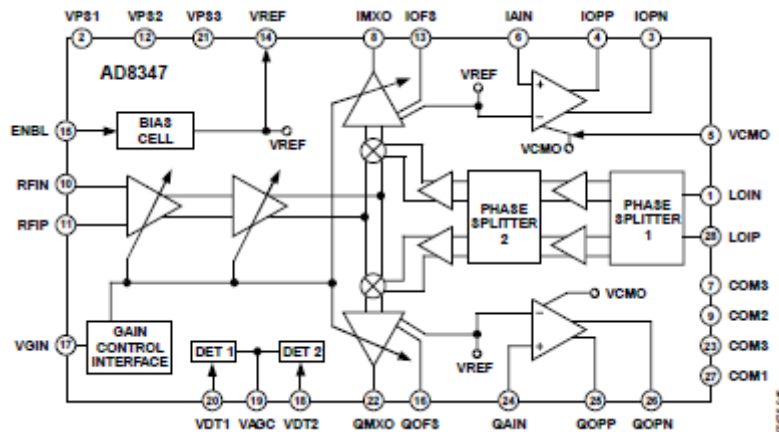 VPS1 VPS2 VPS3 VREF IMXO IOFS IAIN IOPP IOPN
2 12 21 14 8 13 6 4 3
AD8347
VREF
ENBL 15 BIAS CELL VREF
VCMO 5 VCMO
RFIN 10
RFIP 11
PHASE SPLITTER 2
PHASE SPLITTER 1
1 LOIN
28 LOIP
7 COM3
VCMO
9 COM2
VGIN 17 GAIN CONTROL INTERFACE
DET 1 DET 2
VREF
23 COM3
27 COM1
20 19 18 22 16 24 25 26
VDT1 VAGC VDT2 QMXO QOFS QAIN QOPP QOPN